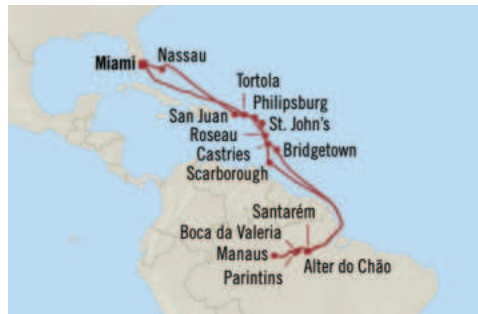 Miami
Nassau
Tortola
Philipsburg
San Juan
St. John's
Roseau
Castries
Bridgetown
Scarborough
Santarém
Boca da Valeria
Manaus
Alter do Chão
Parintins